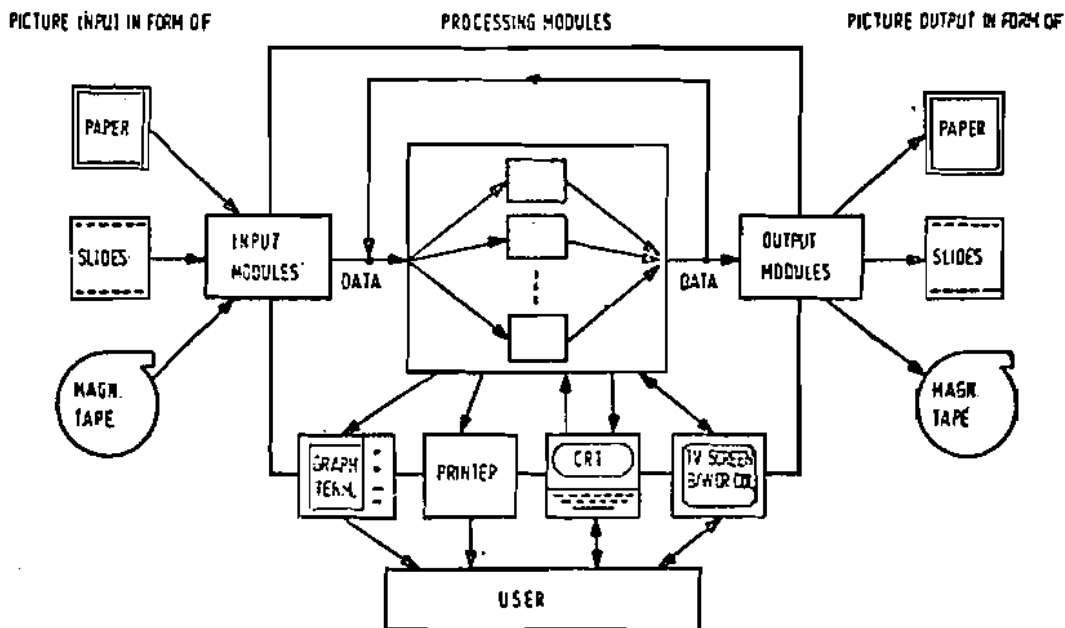 PICTURE INPUT IN FORM OF
PROCESSING MODULES
PICTURE OUTPUT IN FORM OF
PAPER
SLIDES
MAGN.
TAPE
INPUT
MODULES
DATA
DATA
OUTPUT
MODULES
PAPER
SLIDES
MAGN.
TAPE
GRAPH
TERM.
PRINTER
CRT
TV SCREEN
B/W OR COL
USER